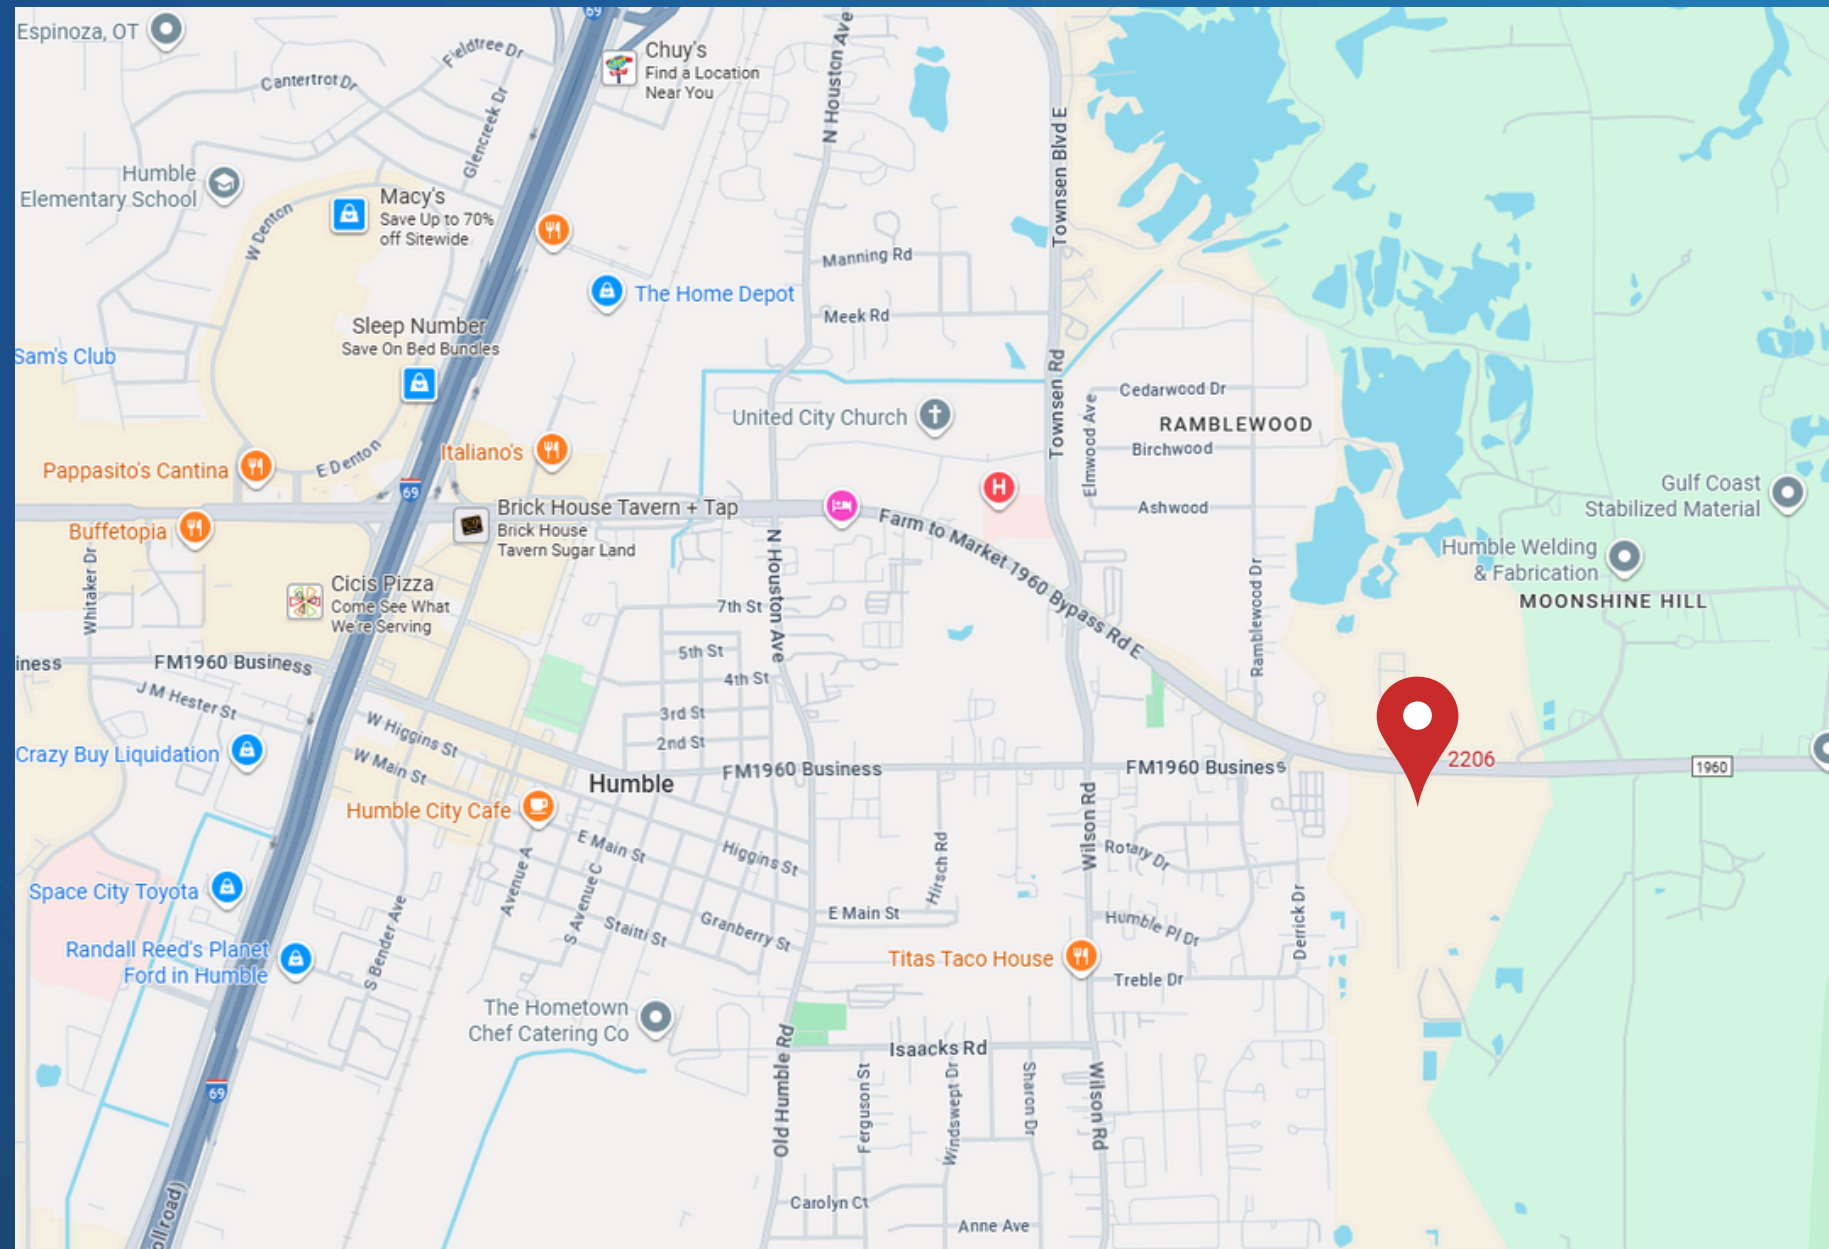 69
Espinoza, OT
Fieldtree Dr
Chuy's
Find a Location
Near You
N Houston Ave
Cantertrot Dr
Glencreek Dr
Townsen Blvd E
Humble
Elementary School
Macy's
Save Up to 70%
off Sitewide
W Denton
Manning Rd
The Home Depot
Meek Rd
Sleep Number
Save On Bed Bundles
Sam's Club
Townsen Rd
Cedarwood Dr
Elmwood Ave
RAMBLEWOOD
United City Church
Birchwood
Italiano's
E Denton
Pappasito's Cantina
69
H
Gulf Coast
Stabilized Material
Ashwood
Brick House Tavern + Tap
Brick House
Tavern Sugar Land
Farm to Market 1960 Bypass Rd E
Buffetopia
N Houston Ave
Humble Welding
& Fabrication
Whitaker Dr
Cicis Pizza
Come See What
We're Serving
7th St
Ramblewood Dr
MOONSHINE HILL
5th St
iness
FM1960 Business
4th St
J M Hester St
3rd St
W Higgins St
2nd St
Crazy Buy Liquidation
W Main St
Humble
FM1960 Business
FM1960 Business
2206
1960
Humble City Cafe
Wilson Rd
E Main St
Higgins St
Hirsch Rd
Rotary Dr
Avenue A
S Avenue C
Space City Toyota
E Main St
Derrick Dr
Staitti St
Granberry St
Humble Pl Dr
S Bender Ave
Randall Reed's Planet
Ford in Humble
Titas Taco House
Treble Dr
The Hometown
Chef Catering Co
Old Humble Rd
Isaacks Rd
69
Ferguson St
Windswept Dr
Sharon Dr
Wilson Rd
Carolyn Ct
Anne Ave
ollroad)